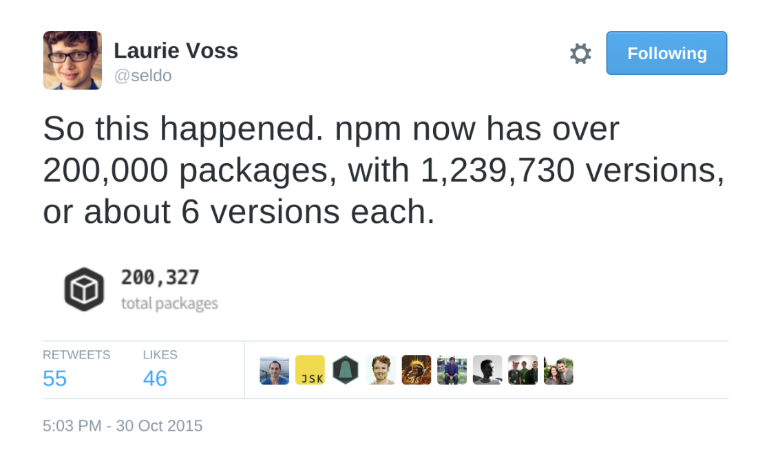 Laurie Voss
@seldo
Following
So this happened. npm now has over
200,000 packages, with 1,239,730 versions,
or about 6 versions each.
200,327
total packages
RETWEETS LIKES
55 46
JSK
5:03 PM - 30 Oct 2015